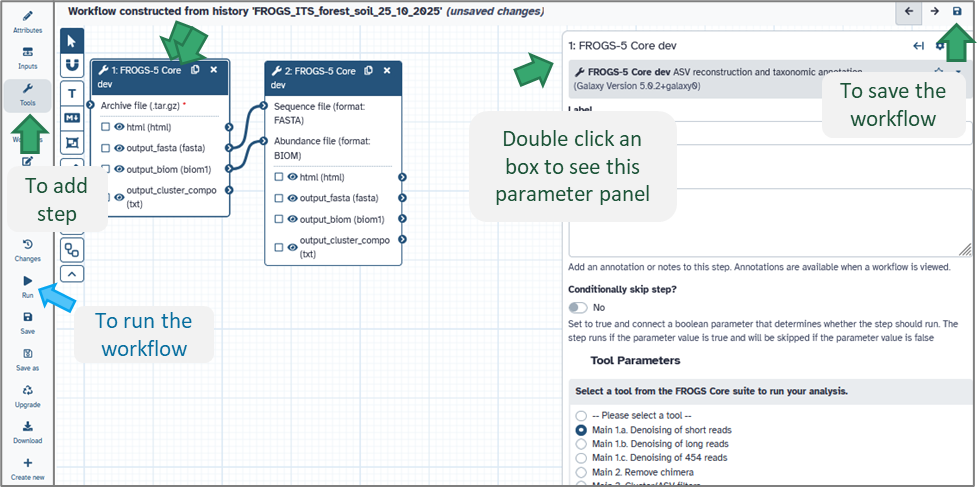 Workflow constructed from history 'FROGS_ITS_forest_soil_25_10_2025' (unsaved changes)
Attributes
Inputs
Tools
To add
step
Changes
Run
Save
Save as
Upgrade
Download
Create new
To run the
workflow
T
1: FROGS-5 Core
dev
Archive file (.tar.gz) *
html (html)
output_fasta (fasta)
output_biom (biom1)
output_cluster_compo
(txt)
2: FROGS-5 Core
dev
Sequence file (format:
FASTA)
Abundance file (format:
BIOM)
html (html)
output_fasta (fasta)
output_biom (biom1)
output_cluster_compo
(txt)
Double click an
box to see this
parameter panel
To save the
workflow
1: FROGS-5 Core dev
FROGS-5 Core dev ASV reconstruction and taxonomic annotation
(Galaxy Version 5.0.2+galaxy0)
Label
Add an annotation or notes to this step. Annotations are available when a workflow is viewed.
Conditionally skip step?
No
Set to true and connect a boolean parameter that determines whether the step should run. The
step runs if the parameter value is true and will be skipped if the parameter value is false
Tool Parameters
Select a tool from the FROGS Core suite to run your analysis.
-- Please select a tool --
Main 1.a. Denoising of short reads
Main 1.b. Denoising of long reads
Main 1.c. Denoising of 454 reads
Main 2. Remove chimera